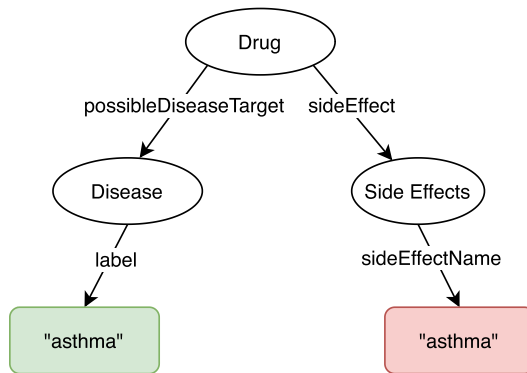 Drug
possibleDiseaseTarget
sideEffect
Disease
Side Effects
label
sideEffectName
"asthma"
"asthma"